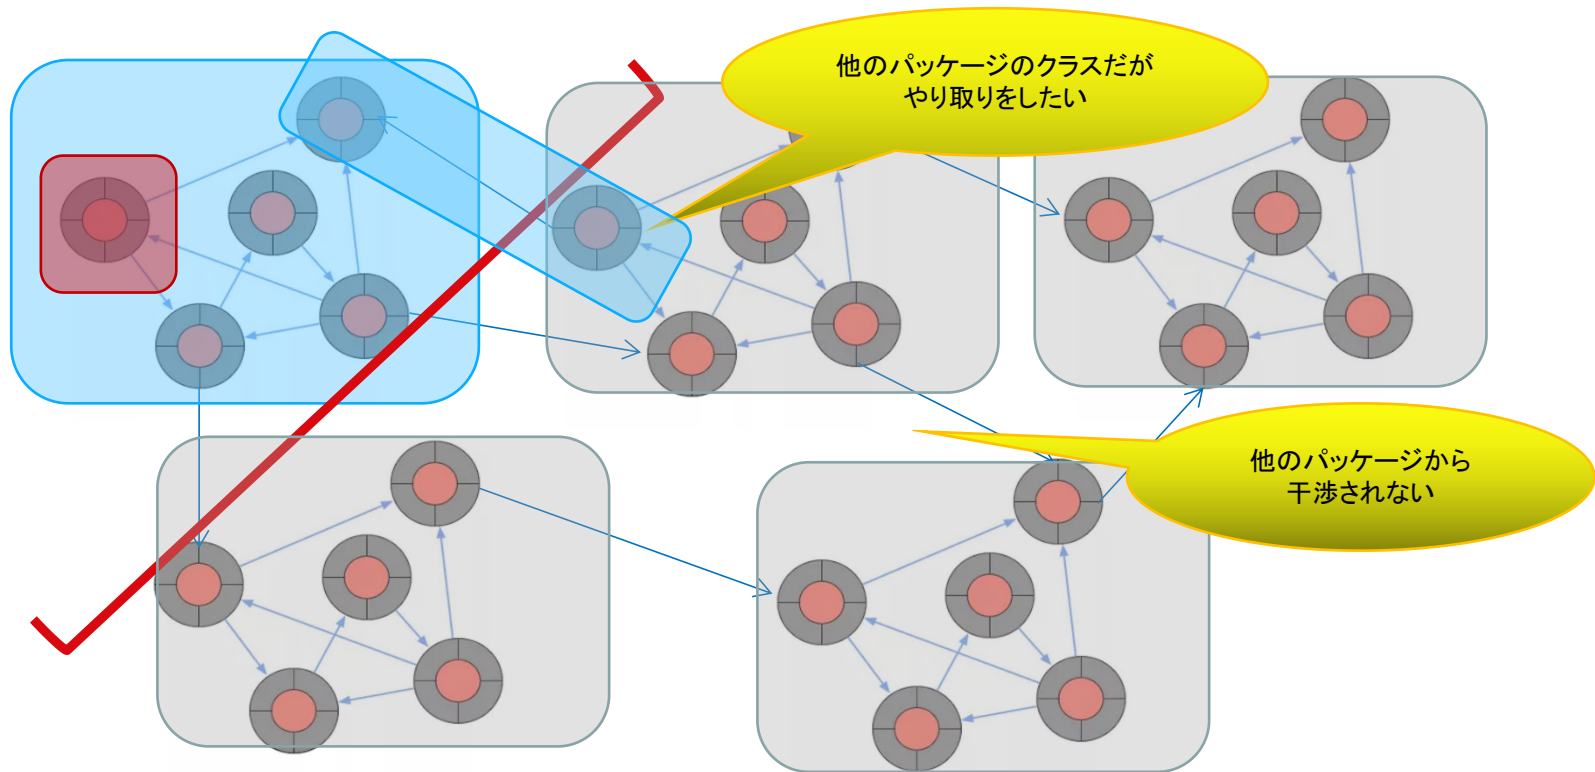 他のパッケージのクラスだが
やり取りをしたい
他のパッケージから
干渉されない